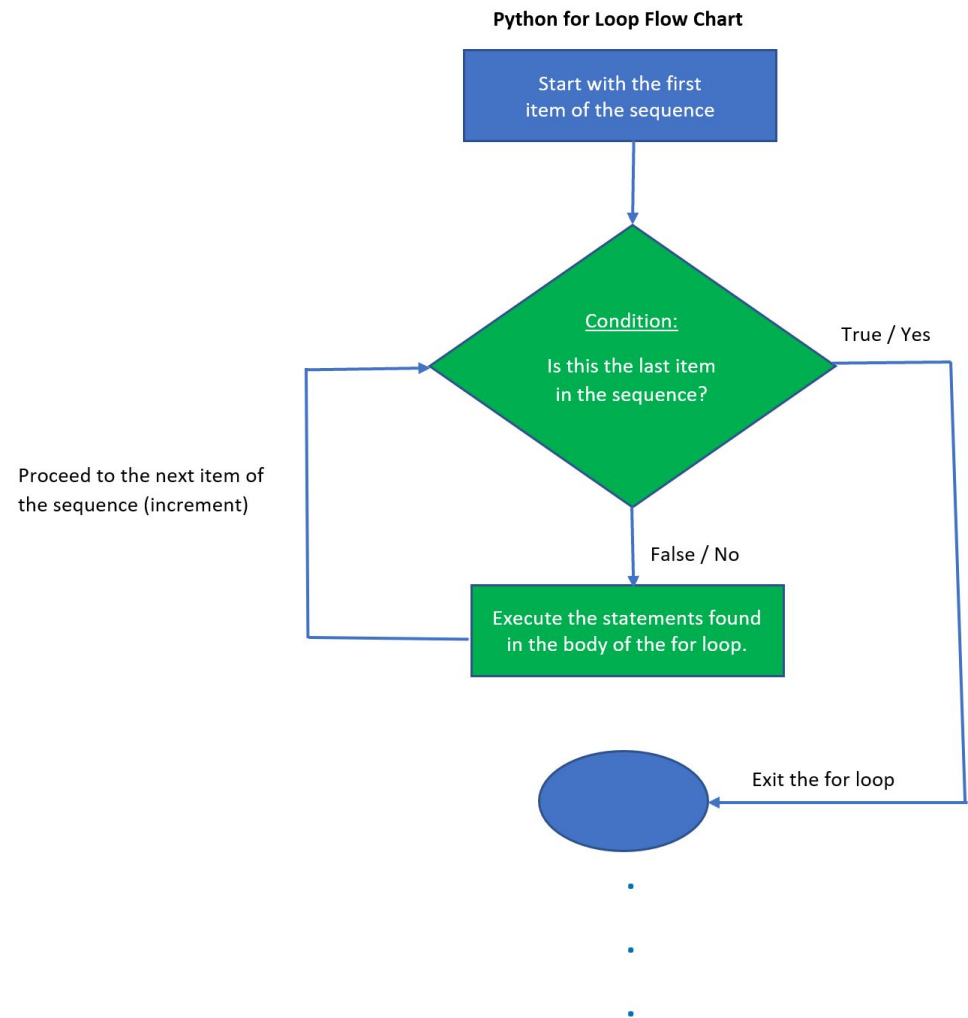 Python for Loop Flow Chart
Start with the first
item of the sequence
Condition:
Is this the last item
in the sequence?
True / Yes
Proceed to the next item of
the sequence (increment)
False / No
Execute the statements found
in the body of the for loop.
Exit the for loop